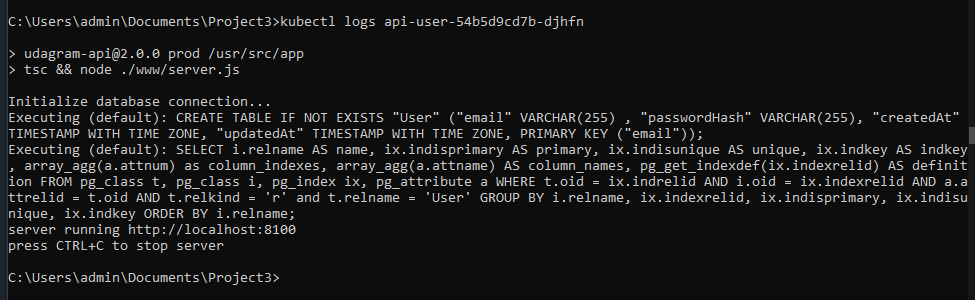 C:\Users\admin\Documents\Project3>kubectl logs api-user-54b5d9cd7b-djhfn
> udagram-api@2.0.0 prod /usr/src/app
> tsc && node ./www/server.js
Initialize database connection...
Executing (default): CREATE TABLE IF NOT EXISTS "User" ("email" VARCHAR(255) , "passwordHash" VARCHAR(255), "createdAt"
TIMESTAMP WITH TIME ZONE, "updatedAt" TIMESTAMP WITH TIME ZONE, PRIMARY KEY ("email"));
Executing (default): SELECT i.relname AS name, ix.indisprimary AS primary, ix.indisunique AS unique, ix.indkey AS indkey
, array_agg(a.attnum) as column_indexes, array_agg(a.attname) AS column_names, pg_get_indexdef(ix.indexrelid) AS definit
ion FROM pg_class t, pg_class i, pg_index ix, pg_attribute a WHERE t.oid = ix.indrelid AND i.oid = ix.indexrelid AND a.a
ttrelid = t.oid AND t.relkind = 'r' and t.relname = 'User' GROUP BY i.relname, ix.indexrelid, ix.indisprimary, ix.indisu
nique, ix.indkey ORDER BY i.relname;
server running http://localhost:8100
press CTRL+C to stop server
C:\Users\admin\Documents\Project3>